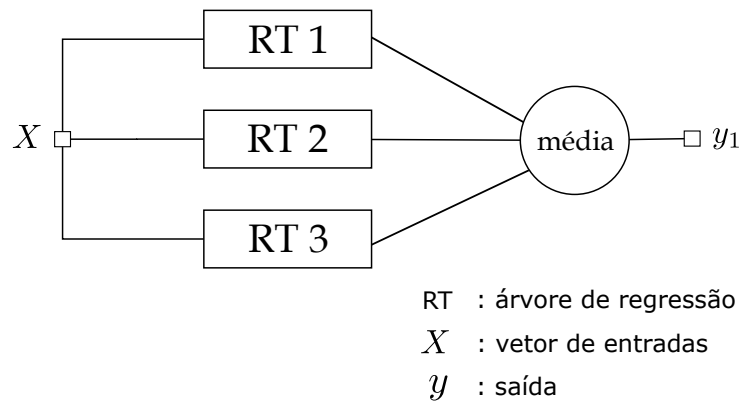 RT 1
X
RT 2
média
y₁
RT 3
RT : árvore de regressão
X : vetor de entradas
y : saída